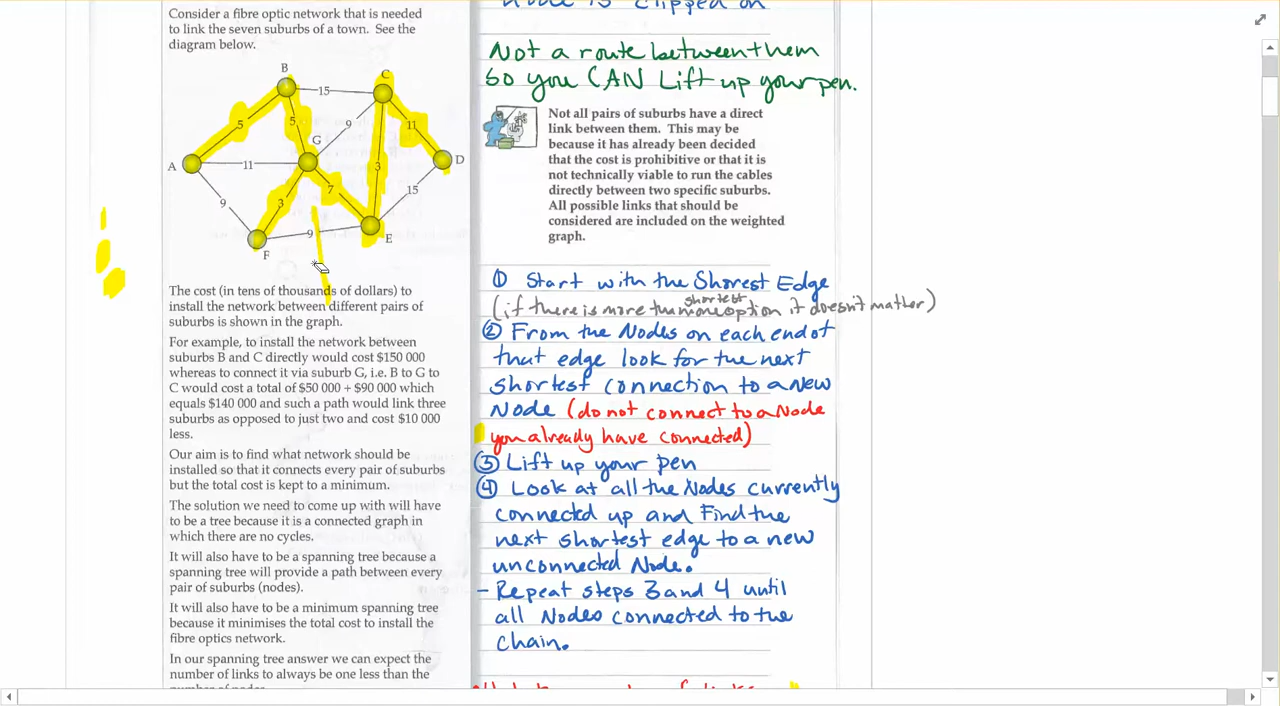 Consider a fibre optic network that is needed
to link the seven suburbs of a town. See the
diagram below.
B
C
15
5
5
G
9
11
A
11
D
3
9
3
7
15
9
E
F
The cost (in tens of thousands of dollars) to
install the network between different pairs of
suburbs is shown in the graph.
For example, to install the network between
suburbs B and C directly would cost $150 000
whereas to connect it via suburb G, i.e. B to G
to C would cost a total of $50 000 + $90 000 which
equals $140 000 and such a path would link three
suburbs as opposed to just two and cost $10 000
less.
Our aim is to find what network should be
installed so that it connects every pair of suburbs
but the total cost is kept to a minimum.
The solution we need to come up with will have
to be a tree because it is a connected graph in
which there are no cycles.
It will also have to be a spanning tree because a
spanning tree will provide a path between every
pair of suburbs (nodes).
It will also have to be a minimum spanning tree
because it minimises the total cost to install the
fibre optics network.
In our spanning tree answer we can expect the
number of links to always be one less than the
Node is clipped on
Not a route between them
So you CAN Lift up your pen.
Not all pairs of suburbs have a direct
link between them. This may be
because it has already been decided
that the cost is prohibitive or that it is
not technically viable to run the cables
directly between two specific suburbs.
All possible links that should be
considered are included on the weighted
graph.
① Start with the Shorest Edge
shortest
(if there is more than one option it doesn't matter)
② From the Nodes on each end of
that edge look for the next
shortest connection to a New
Node (do not connect to a Node
you already have connected)
③ Lift up your pen
④ Look at all the Nodes currently
connected up and Find the
next shortest edge to a new
unconnected Node.
- Repeat steps 3 and 4 until
all Nodes connected to the
chain.